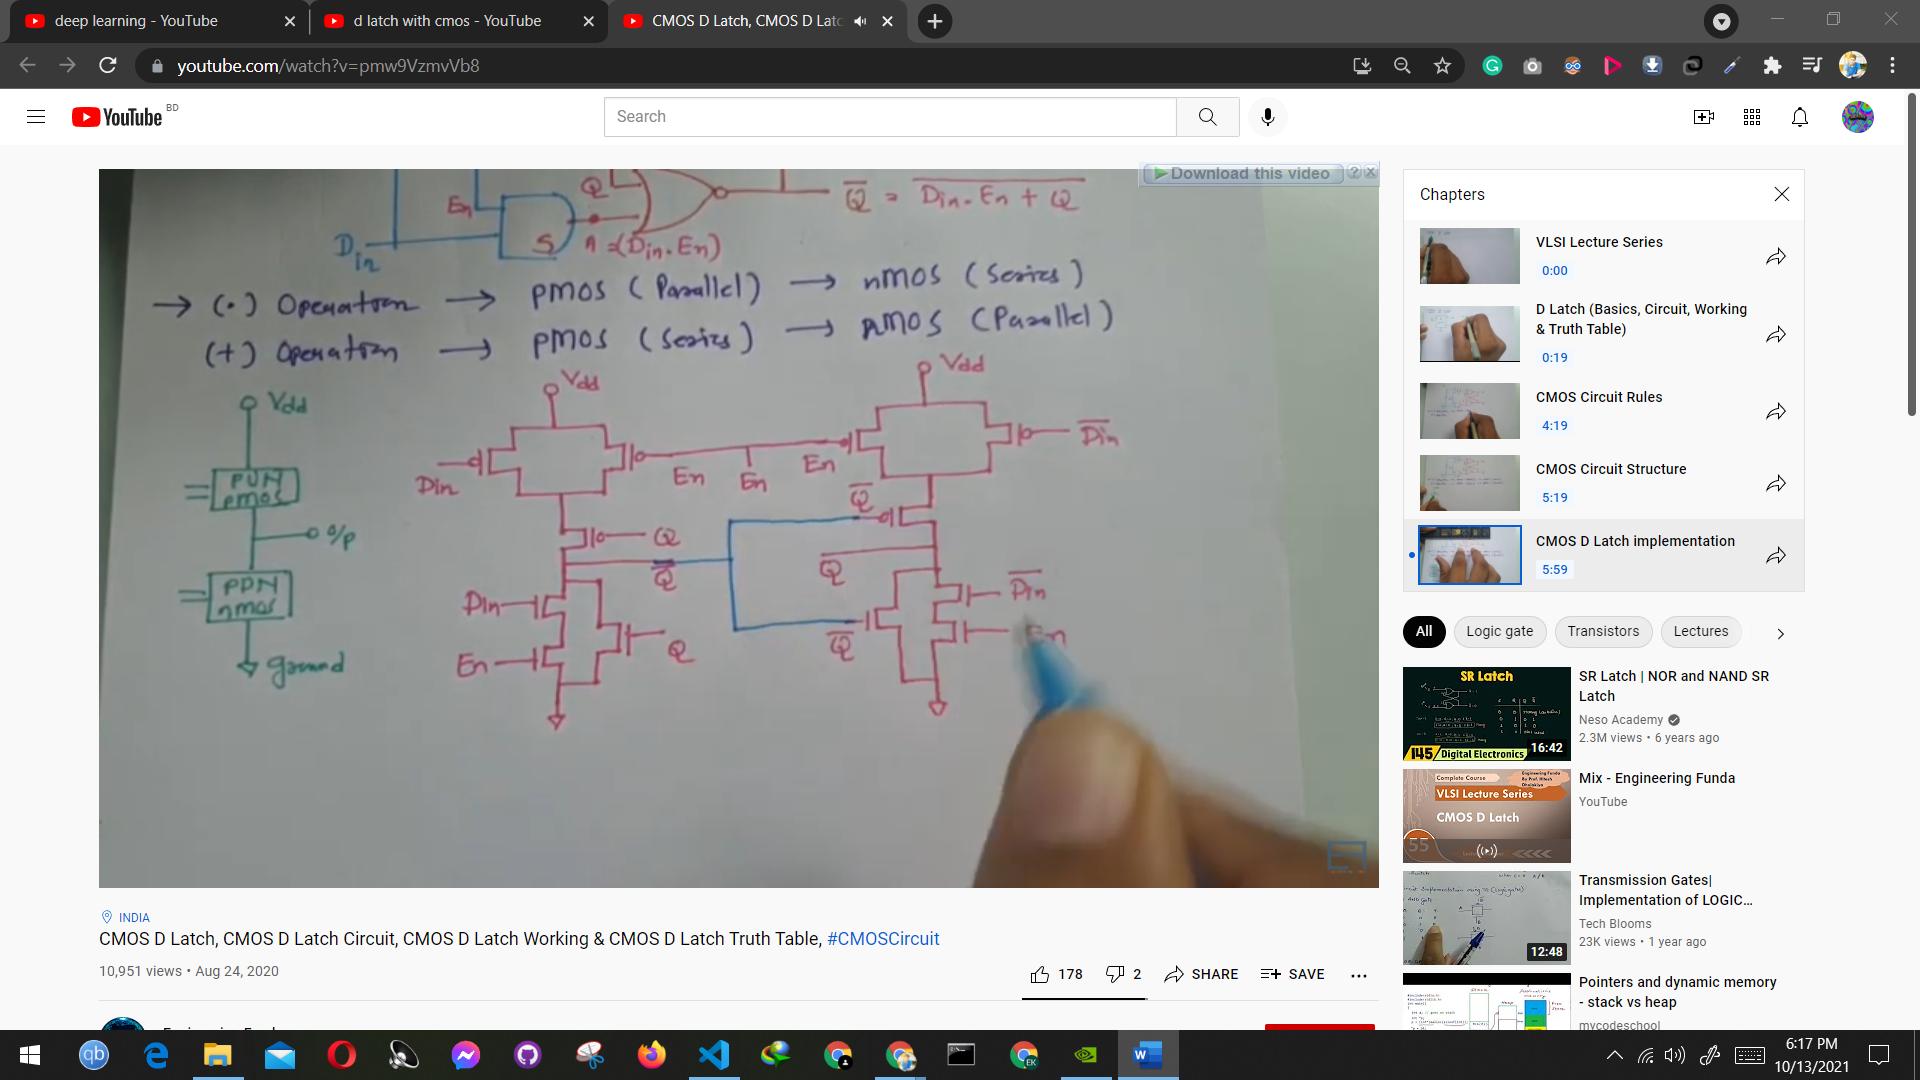 deep learning - YouTube
d latch with cmos - YouTube
CMOS D Latch, CMOS D Latc
youtube.com/watch?v=pmw9VzmvVb8
YouTube BD
Search
Download this video
En
Q
Q̅ = \overline{Din.En + Q}
Din
S
A =(Din.En)
→ (.) Operation → pmos (Parallel) → nmos (Series)
(+) Operation → pmos (Series) → nmos (Parallel)
Vdd
Vdd
Vdd
PUN
pmos
o/p
PDN
nmos
ground
Din
En
En
En
\overline{Din}
Q
Q̅
Q̅
Q̅
Din
En
Q
Q̅
\overline{Din}
En
Chapters
VLSI Lecture Series
0:00
D Latch (Basics, Circuit, Working
& Truth Table)
0:19
CMOS Circuit Rules
4:19
CMOS Circuit Structure
5:19
CMOS D Latch implementation
5:59
All
Logic gate
Transistors
Lectures
SR Latch
145 Digital Electronics
16:42
SR Latch | NOR and NAND SR
Latch
Neso Academy
2.3M views • 6 years ago
Complete Course
VLSI Lecture Series
CMOS D Latch
55
Mix - Engineering Funda
YouTube
12:48
Transmission Gates|
Implementation of LOGIC...
Tech Blooms
23K views • 1 year ago
Pointers and dynamic memory
- stack vs heap
mycodeschool
INDIA
CMOS D Latch, CMOS D Latch Circuit, CMOS D Latch Working & CMOS D Latch Truth Table, #CMOSCircuit
10,951 views • Aug 24, 2020
178
2
SHARE
SAVE
qb
EK
W
6:17 PM
10/13/2021